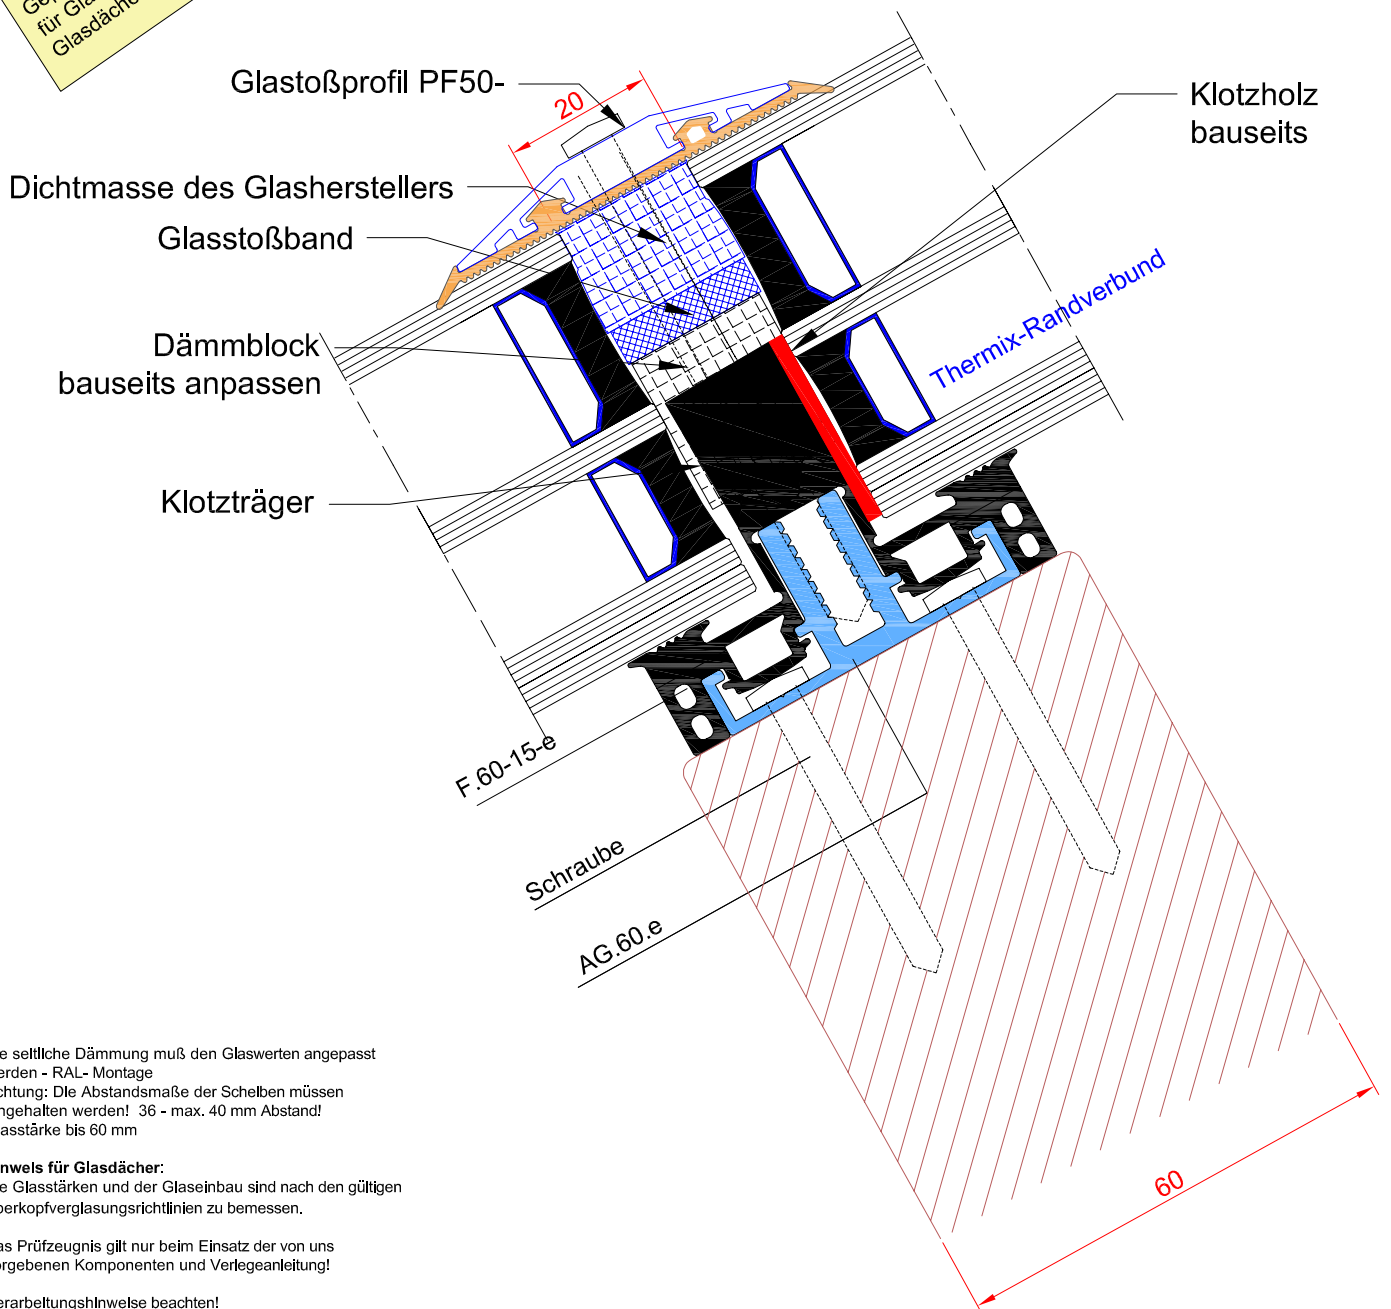 für
Glasdäche
20
Glastoßprofil PF50-
Klotzholz
bauseits
Dichtmasse des Glasherstellers
Glasstoßband
Dämmblock
bauseits anpassen
Thermix-Randverbund
Klotzträger
F.60-15-e
Schraube
AG.60.e
60
e seitliche Dämmung muß den Glaswerten angepasst
erden - RAL- Montage
chtung: Die Abstandsmaße der Scheiben müssen
ngehalten werden! 36 - max. 40 mm Abstand!
asstärke bis 60 mm
nweis für Glasdächer:
e Glasstärken und der Glaseinbau sind nach den gültigen
berkopfverglasungsrichtlinien zu bemessen.
as Prüfzeugnis gilt nur beim Einsatz der von uns
rgebenen Komponenten und Verlegeanleitung!
erarbeitungshinweise beachten!